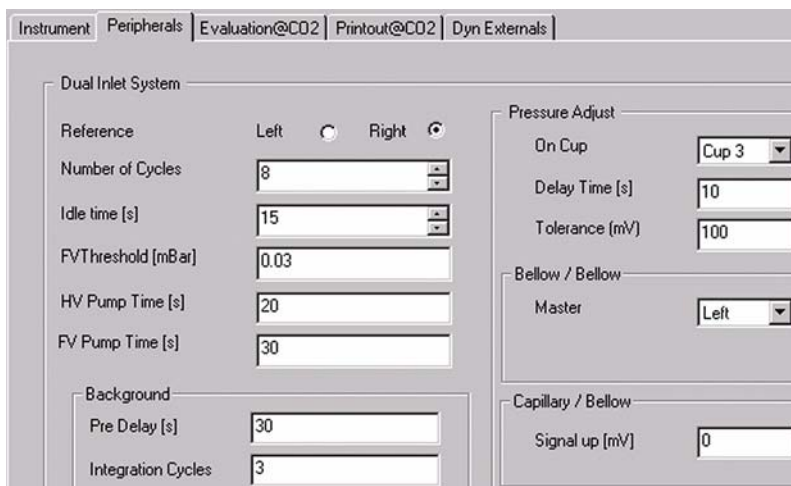 Instrument Peripherals Evaluation@CO2 Printout@CO2 Dyn Externals
Dual Inlet System
Reference Left Right
Number of Cycles 8
Idle time [s] 15
FVThreshold [mBar] 0.03
HV Pump Time [s] 20
FV Pump Time [s] 30
Background
Pre Delay [s] 30
Integration Cycles 3
Pressure Adjust
On Cup Cup 3
Delay Time [s] 10
Tolerance (mV) 100
Bellow / Bellow
Master Left
Capillary / Bellow
Signal up [mV] 0